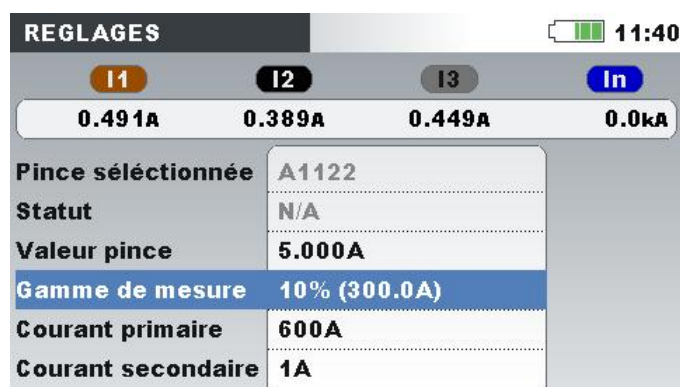 REGLAGES 11:40
I1 I2 I3 In
0.491A 0.389A 0.449A 0.0kA
Pince séléctionnée A1122
Statut N/A
Valeur pince 5.000A
Gamme de mesure 10% (300.0A)
Courant primaire 600A
Courant secondaire 1A